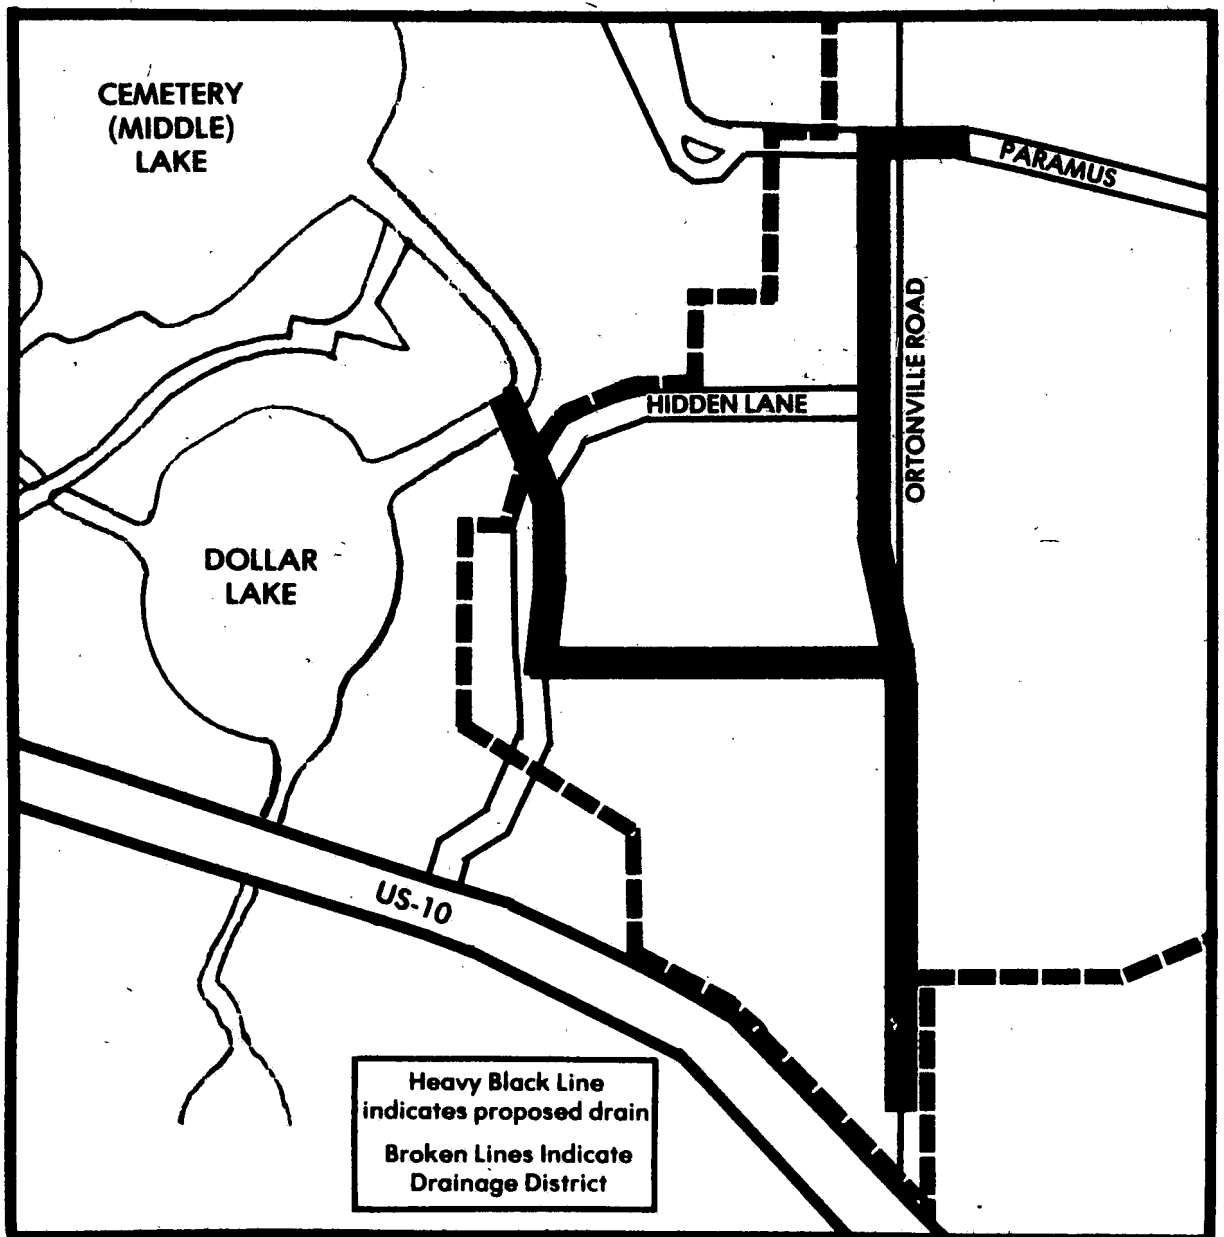 CEMETERY
(MIDDLE)
LAKE
PARAMUS
ORTONVILLE ROAD
HIDDEN LANE
DOLLAR
LAKE
US-10
Heavy Black Line
indicates proposed drain
Broken Lines Indicate
Drainage District